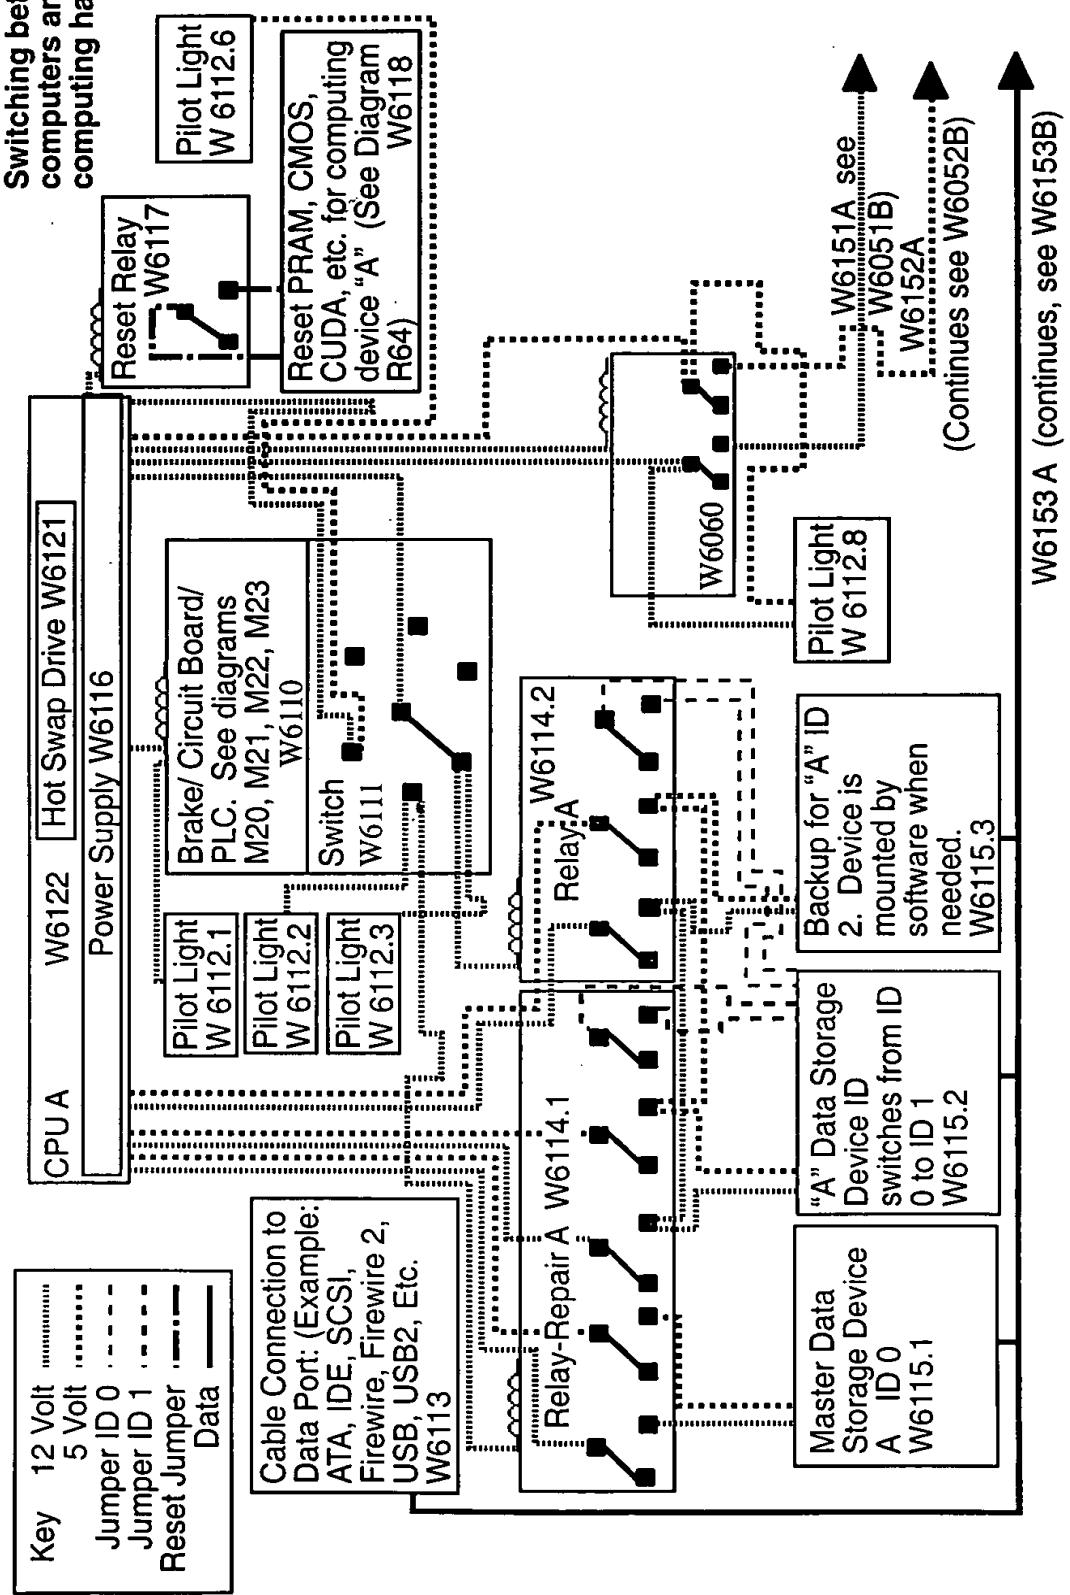 Switching bet
computers ar
computing ha
Key 12 Volt
5 Volt
Jumper ID 0
Jumper ID 1
Reset Jumper
Data
CPU A W6122 Hot Swap Drive W6121
Power Supply W6116
Reset Relay
W6117
Pilot Light
W 6112.6
Reset PRAM, CMOS,
CUDA, etc. for computing
device "A" (See Diagram
R64) W6118
Cable Connection to
Data Port: (Example:
ATA, IDE, SCSI,
Firewire, Firewire 2,
USB, USB2, Etc.
W6113
Pilot Light
W 6112.1
Pilot Light
W 6112.2
Pilot Light
W 6112.3
Brake/ Circuit Board/
PLC. See diagrams
M20, M21, M22, M23
W6110
Switch
W6111
Relay-Repair A W6114.1
Relay A
W6114.2
W6060
Pilot Light
W 6112.8
Master Data
Storage Device
A ID 0
W6115.1
"A" Data Storage
Device ID
switches from ID
0 to ID 1
W6115.2
Backup for "A" ID
2. Device is
mounted by
software when
needed.
W6115.3
W6151A see
W6051B)
W6152A
(Continues see W6052B)
W6153 A (continues, see W6153B)